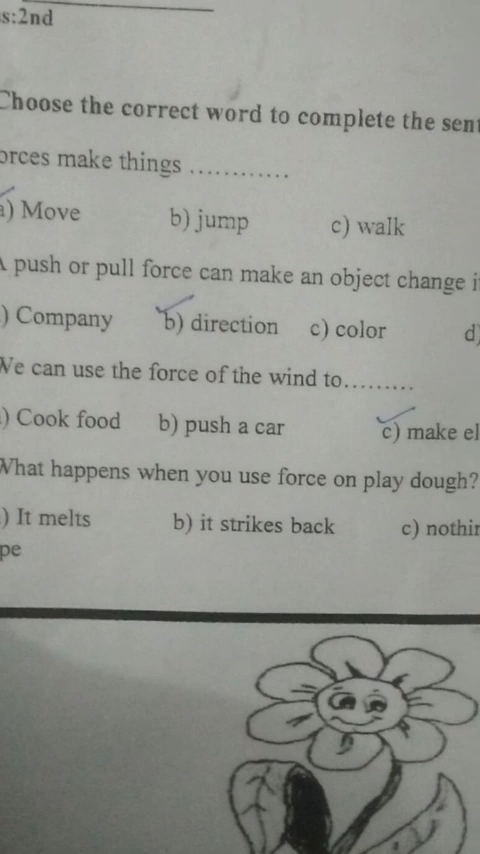 s:2nd
Choose the correct word to complete the sent
orces make things ............
a) Move b) jump c) walk
A push or pull force can make an object change i
) Company b) direction c) color d)
We can use the force of the wind to.........
) Cook food b) push a car c) make el
What happens when you use force on play dough?
) It melts b) it strikes back c) nothin
pe